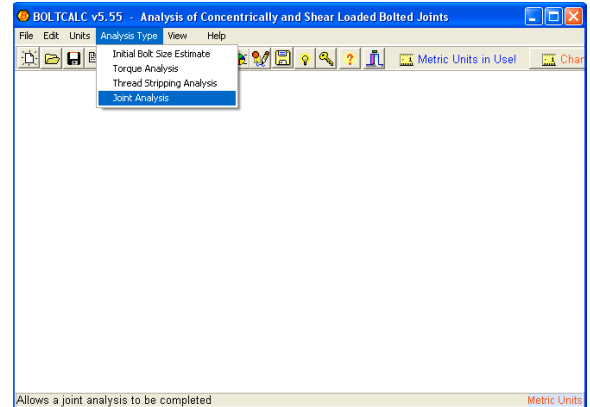 BOLTCALC v5.55 - Analysis of Concentrically and Shear Loaded Bolted Joints
File Edit Units Analysis Type View Help
? Metric Units in Use!
Initial Bolt Size Estimate
Torque Analysis
Thread Stripping Analysis
Joint Analysis
Allows a joint analysis to be completed Metric Units